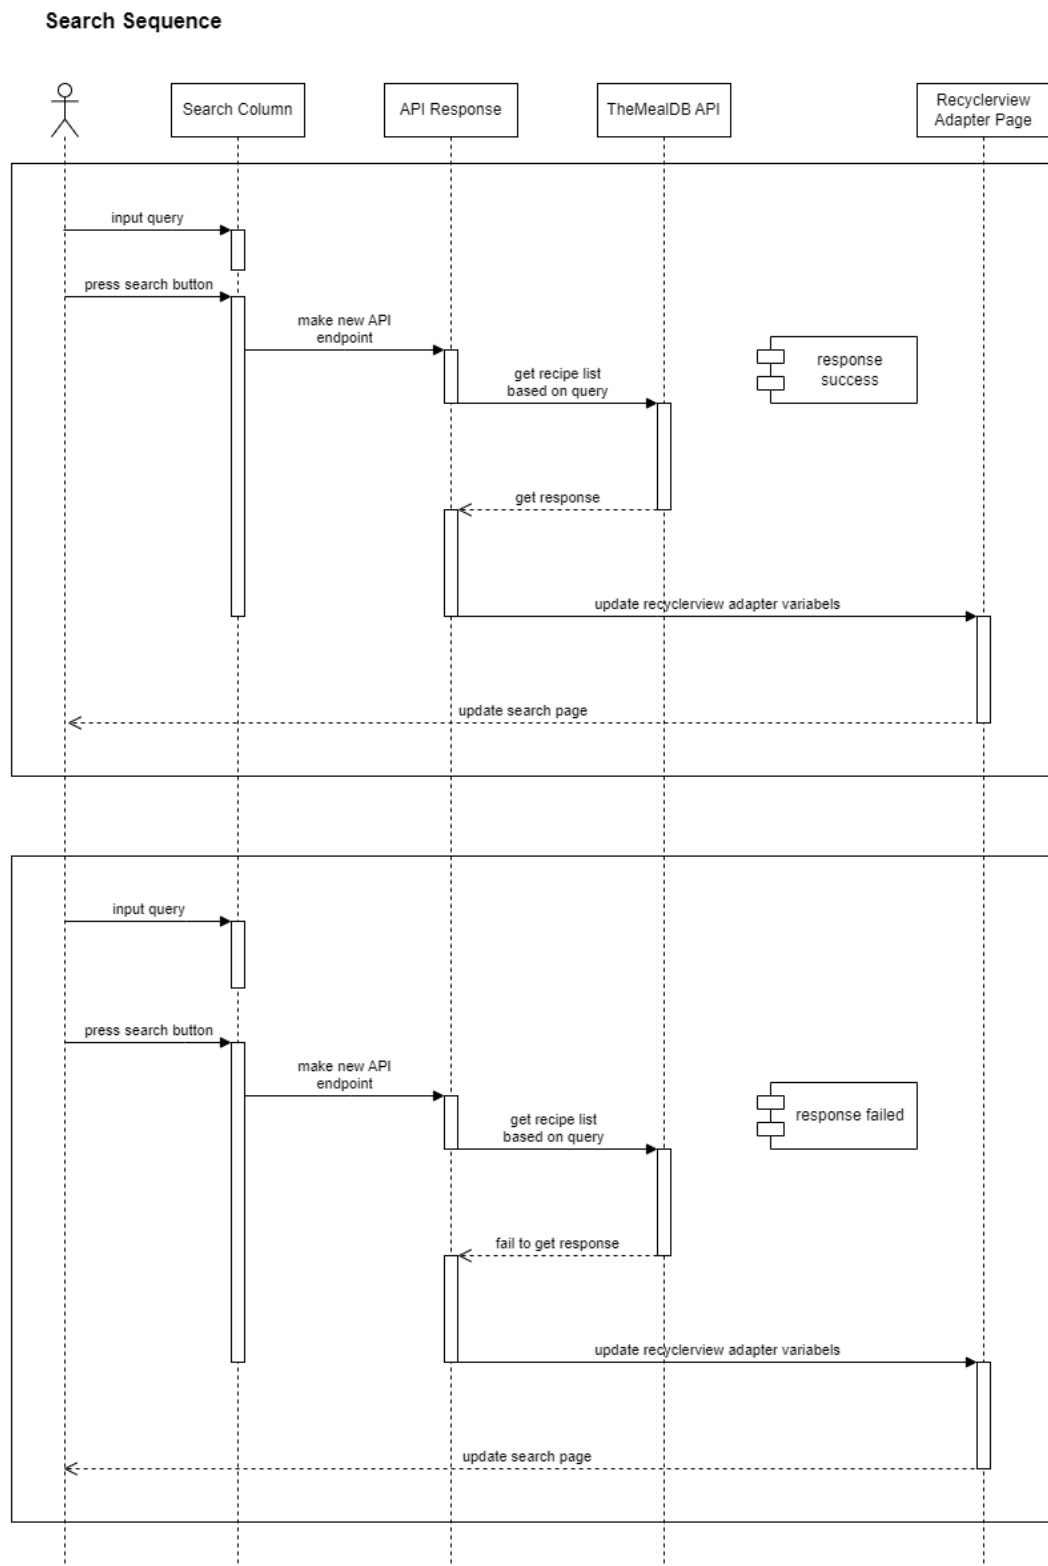 Search Sequence
Search Column
API Response
TheMealDB API
Recyclerview
Adapter Page
input query
press search button
make new API
endpoint
get recipe list
based on query
response
success
get response
update recyclerview adapter variabels
update search page
input query
press search button
make new API
endpoint
get recipe list
based on query
response failed
fail to get response
update recyclerview adapter variabels
update search page